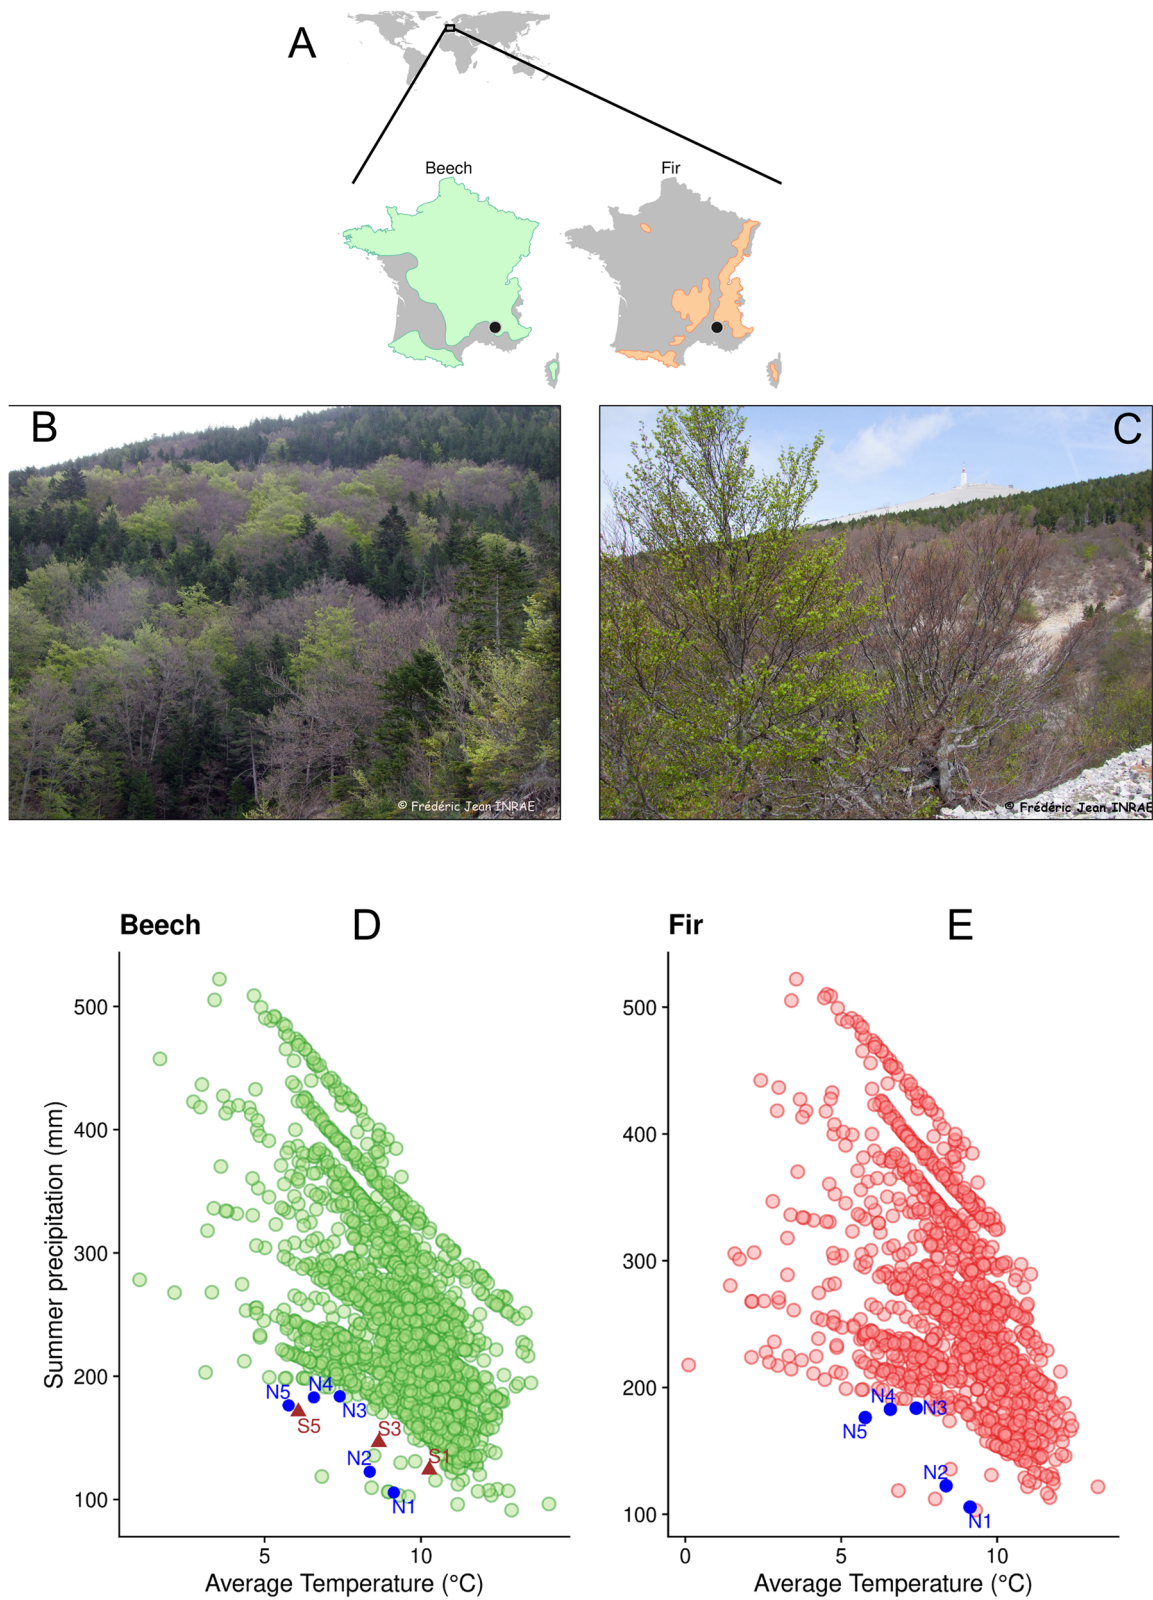 A
Beech
Fir
B
C
© Frédéric Jean INRAE
© Frédéric Jean INRAE
Beech
D
Fir
E
Summer precipitation (mm)
500
400
300
200
100
N5
N4
N3
S5
S3
N2
S1
N1
5
10
Average Temperature (°C)
500
400
300
200
100
N4
N3
N5
N2
N1
0
5
10
Average Temperature (°C)